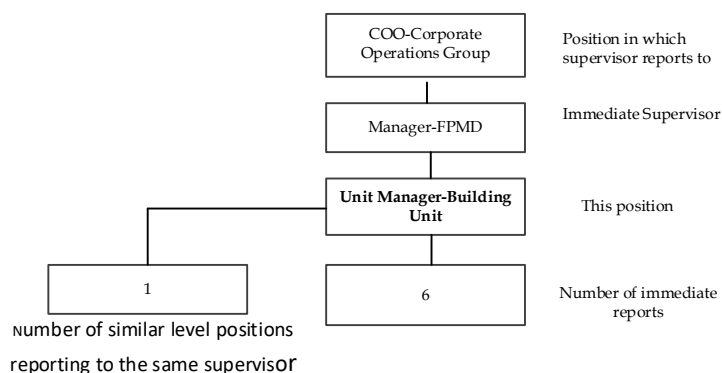 COO-Corporate
Operations Group
Position in which
supervisor reports to
Manager-FPMD
Immediate Supervisor
Unit Manager-Building
Unit
This position
1
6
Number of immediate
reports
Number of similar level positions
reporting to the same supervisor